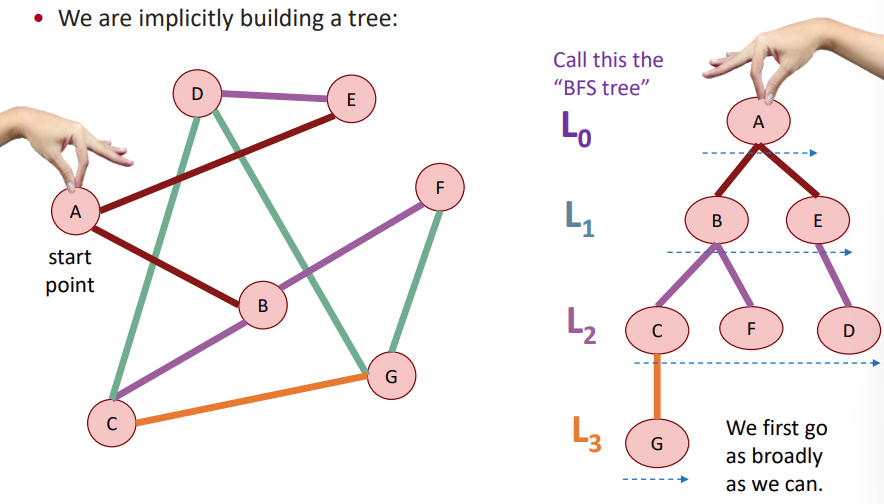 • We are implicitly building a tree:
D
E
A
start
point
F
B
G
C
Call this the
“BFS tree”
L0
A
L1
B
E
L2
C
F
D
L3
G
We first go
as broadly
as we can.